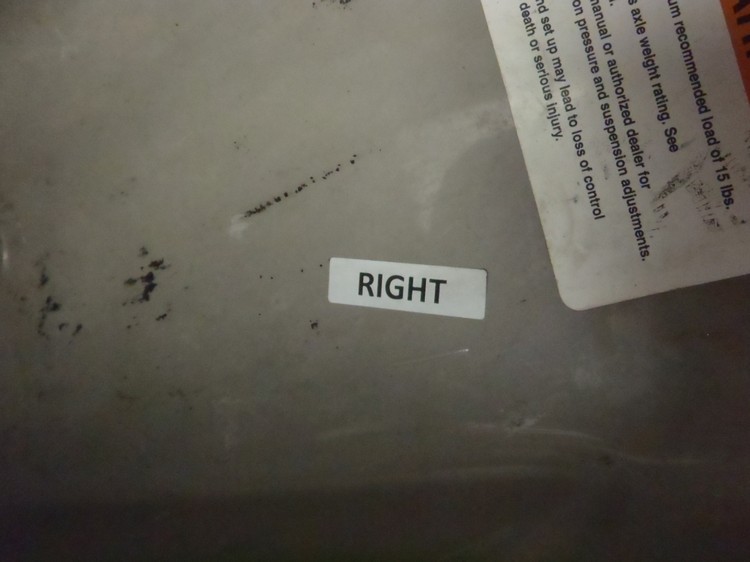 um recommended load of 15 lbs.
s axle weight rating. See
manual or authorized dealer for
on pressure and suspension adjustments.
nd set up may lead to loss of control
death or serious injury.
RIGHT